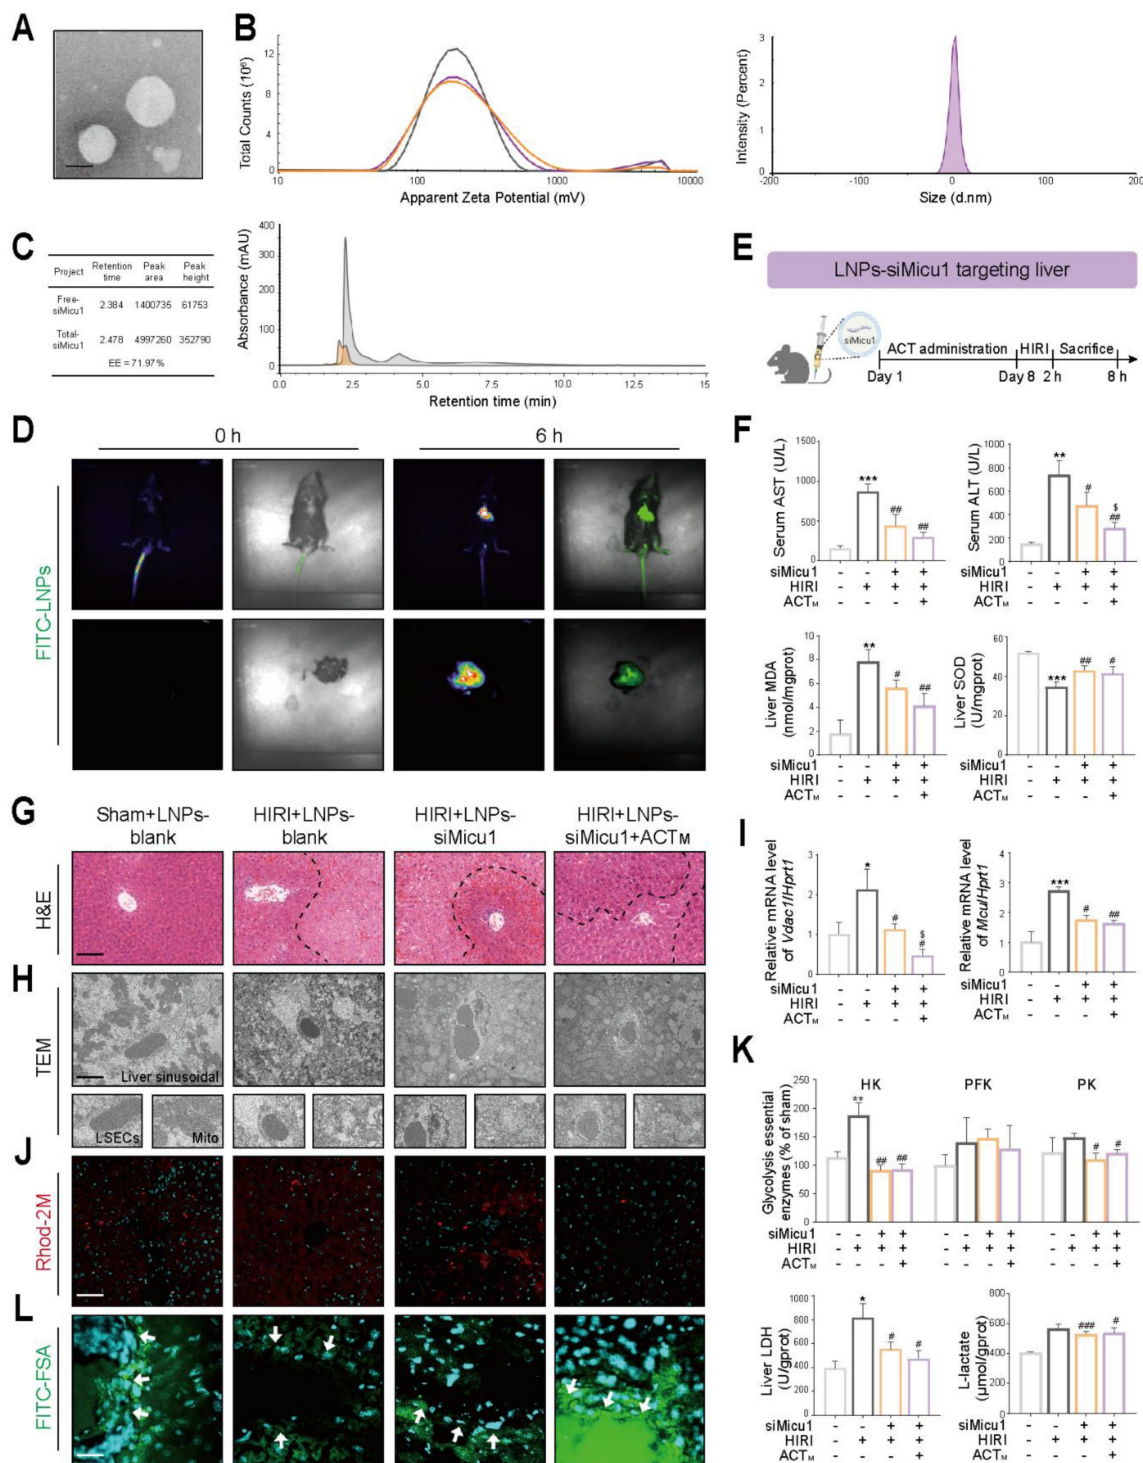 A
B
Total Counts (10⁶)
12
9
6
3
0
10
100
1000
10000
Apparent Zeta Potential (mV)
Intensity (Percent)
3
2
1
0
-200
-100
0
100
200
Size (d.nm)
C
Project Retention time Peak area Peak height
Free-siMicu1 2.384 1400735 61753
Total-siMicu1 2.478 4997260 352790
EE = 71.97%
Absorbance (mAU)
400
300
200
100
0
0.0 2.5 5.0 7.5 10.0 12.5 15
Retention time (min)
E
LNPs-siMicu1 targeting liver
siMicu1
ACT administration HIRI Sacrifice
Day 1 Day 8 2 h 8 h
D
0 h 6 h
FITC-LNPs
F
Serum AST (U/L)
1500
1000
500
0
***
##
##
siMicu1 - - + +
HIRI - + + +
ACTM - - - +
Serum ALT (U/L)
1000
800
600
400
200
0
**
#
$
##
siMicu1 - - + +
HIRI - + + +
ACTM - - - +
Liver MDA
(nmol/mgprot)
10
8
6
4
2
0
**
#
##
siMicu1 - - + +
HIRI - + + +
ACTM - - - +
Liver SOD
(U/mgprot)
60
40
20
0
***
##
#
siMicu1 - - + +
HIRI - + + +
ACTM - - - +
G
Sham+LNPs-blank
HIRI+LNPs-blank
HIRI+LNPs-siMicu1
HIRI+LNPs-siMicu1+ACTM
H&E
H
TEM
Liver sinusoidal
LSECs
Mito
I
Relative mRNA level
of Vdac1/Hprt1
3
2
1
0
*
#
$
#
siMicu1 - - + +
HIRI - + + +
ACTM - - - +
Relative mRNA level
of Mcu/Hprt1
4
3
2
1
0
***
#
##
siMicu1 - - + +
HIRI - + + +
ACTM - - - +
J
Rhod-2M
K
HK PFK PK
Glycolysis essential
enzymes (% of sham)
250
200
150
100
50
0
**
##
##
#
#
siMicu1 - - + + - - + + - - + +
HIRI - + + + - + + + - + + +
ACTM - - - + - - - + - - - +
L
FITC-FSA
Liver LDH
(U/gprot)
1000
800
600
400
200
0
*
#
#
siMicu1 - - + +
HIRI - + + +
ACTM - - - +
L-lactate
(μmol/gprot)
800
600
400
200
0
###
#
siMicu1 - - + +
HIRI - + + +
ACTM - - - +